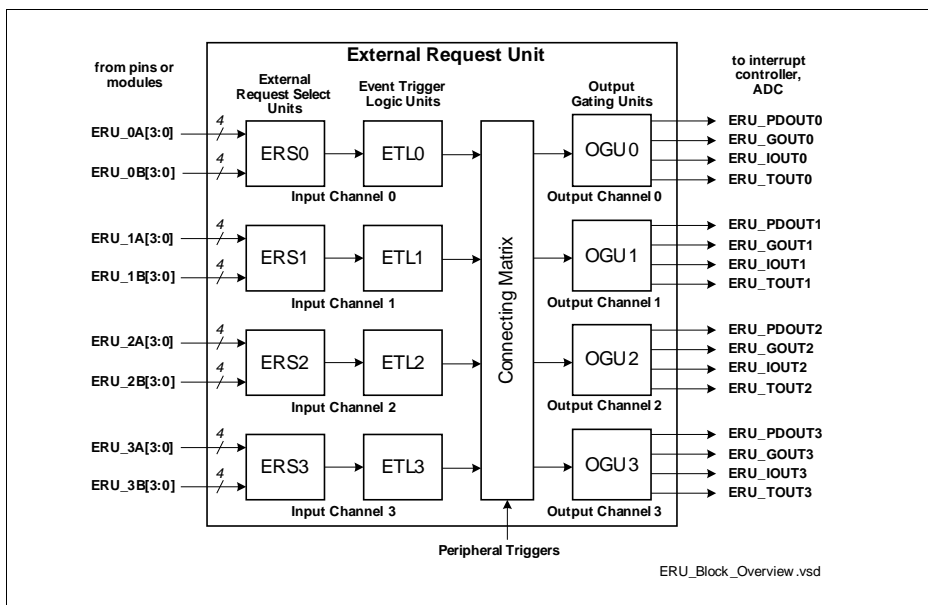 External Request Unit
from pins or
modules
External
Request Select
Units
Event Trigger
Logic Units
Output
Gating Units
to interrupt
controller,
ADC
ERU_0A[3:0]
4
ERU_0B[3:0]
4
ERS0
ETL0
Input Channel 0
OGU0
Output Channel 0
ERU_PDOUT0
ERU_GOUT0
ERU_IOUT0
ERU_TOUT0
ERU_1A[3:0]
4
ERU_1B[3:0]
4
ERS1
ETL1
Input Channel 1
Connecting Matrix
OGU1
Output Channel 1
ERU_PDOUT1
ERU_GOUT1
ERU_IOUT1
ERU_TOUT1
ERU_2A[3:0]
4
ERU_2B[3:0]
4
ERS2
ETL2
Input Channel 2
OGU2
Output Channel 2
ERU_PDOUT2
ERU_GOUT2
ERU_IOUT2
ERU_TOUT2
ERU_3A[3:0]
4
ERU_3B[3:0]
4
ERS3
ETL3
Input Channel 3
OGU3
Output Channel 3
ERU_PDOUT3
ERU_GOUT3
ERU_IOUT3
ERU_TOUT3
Peripheral Triggers
ERU_Block_Overview.vsd